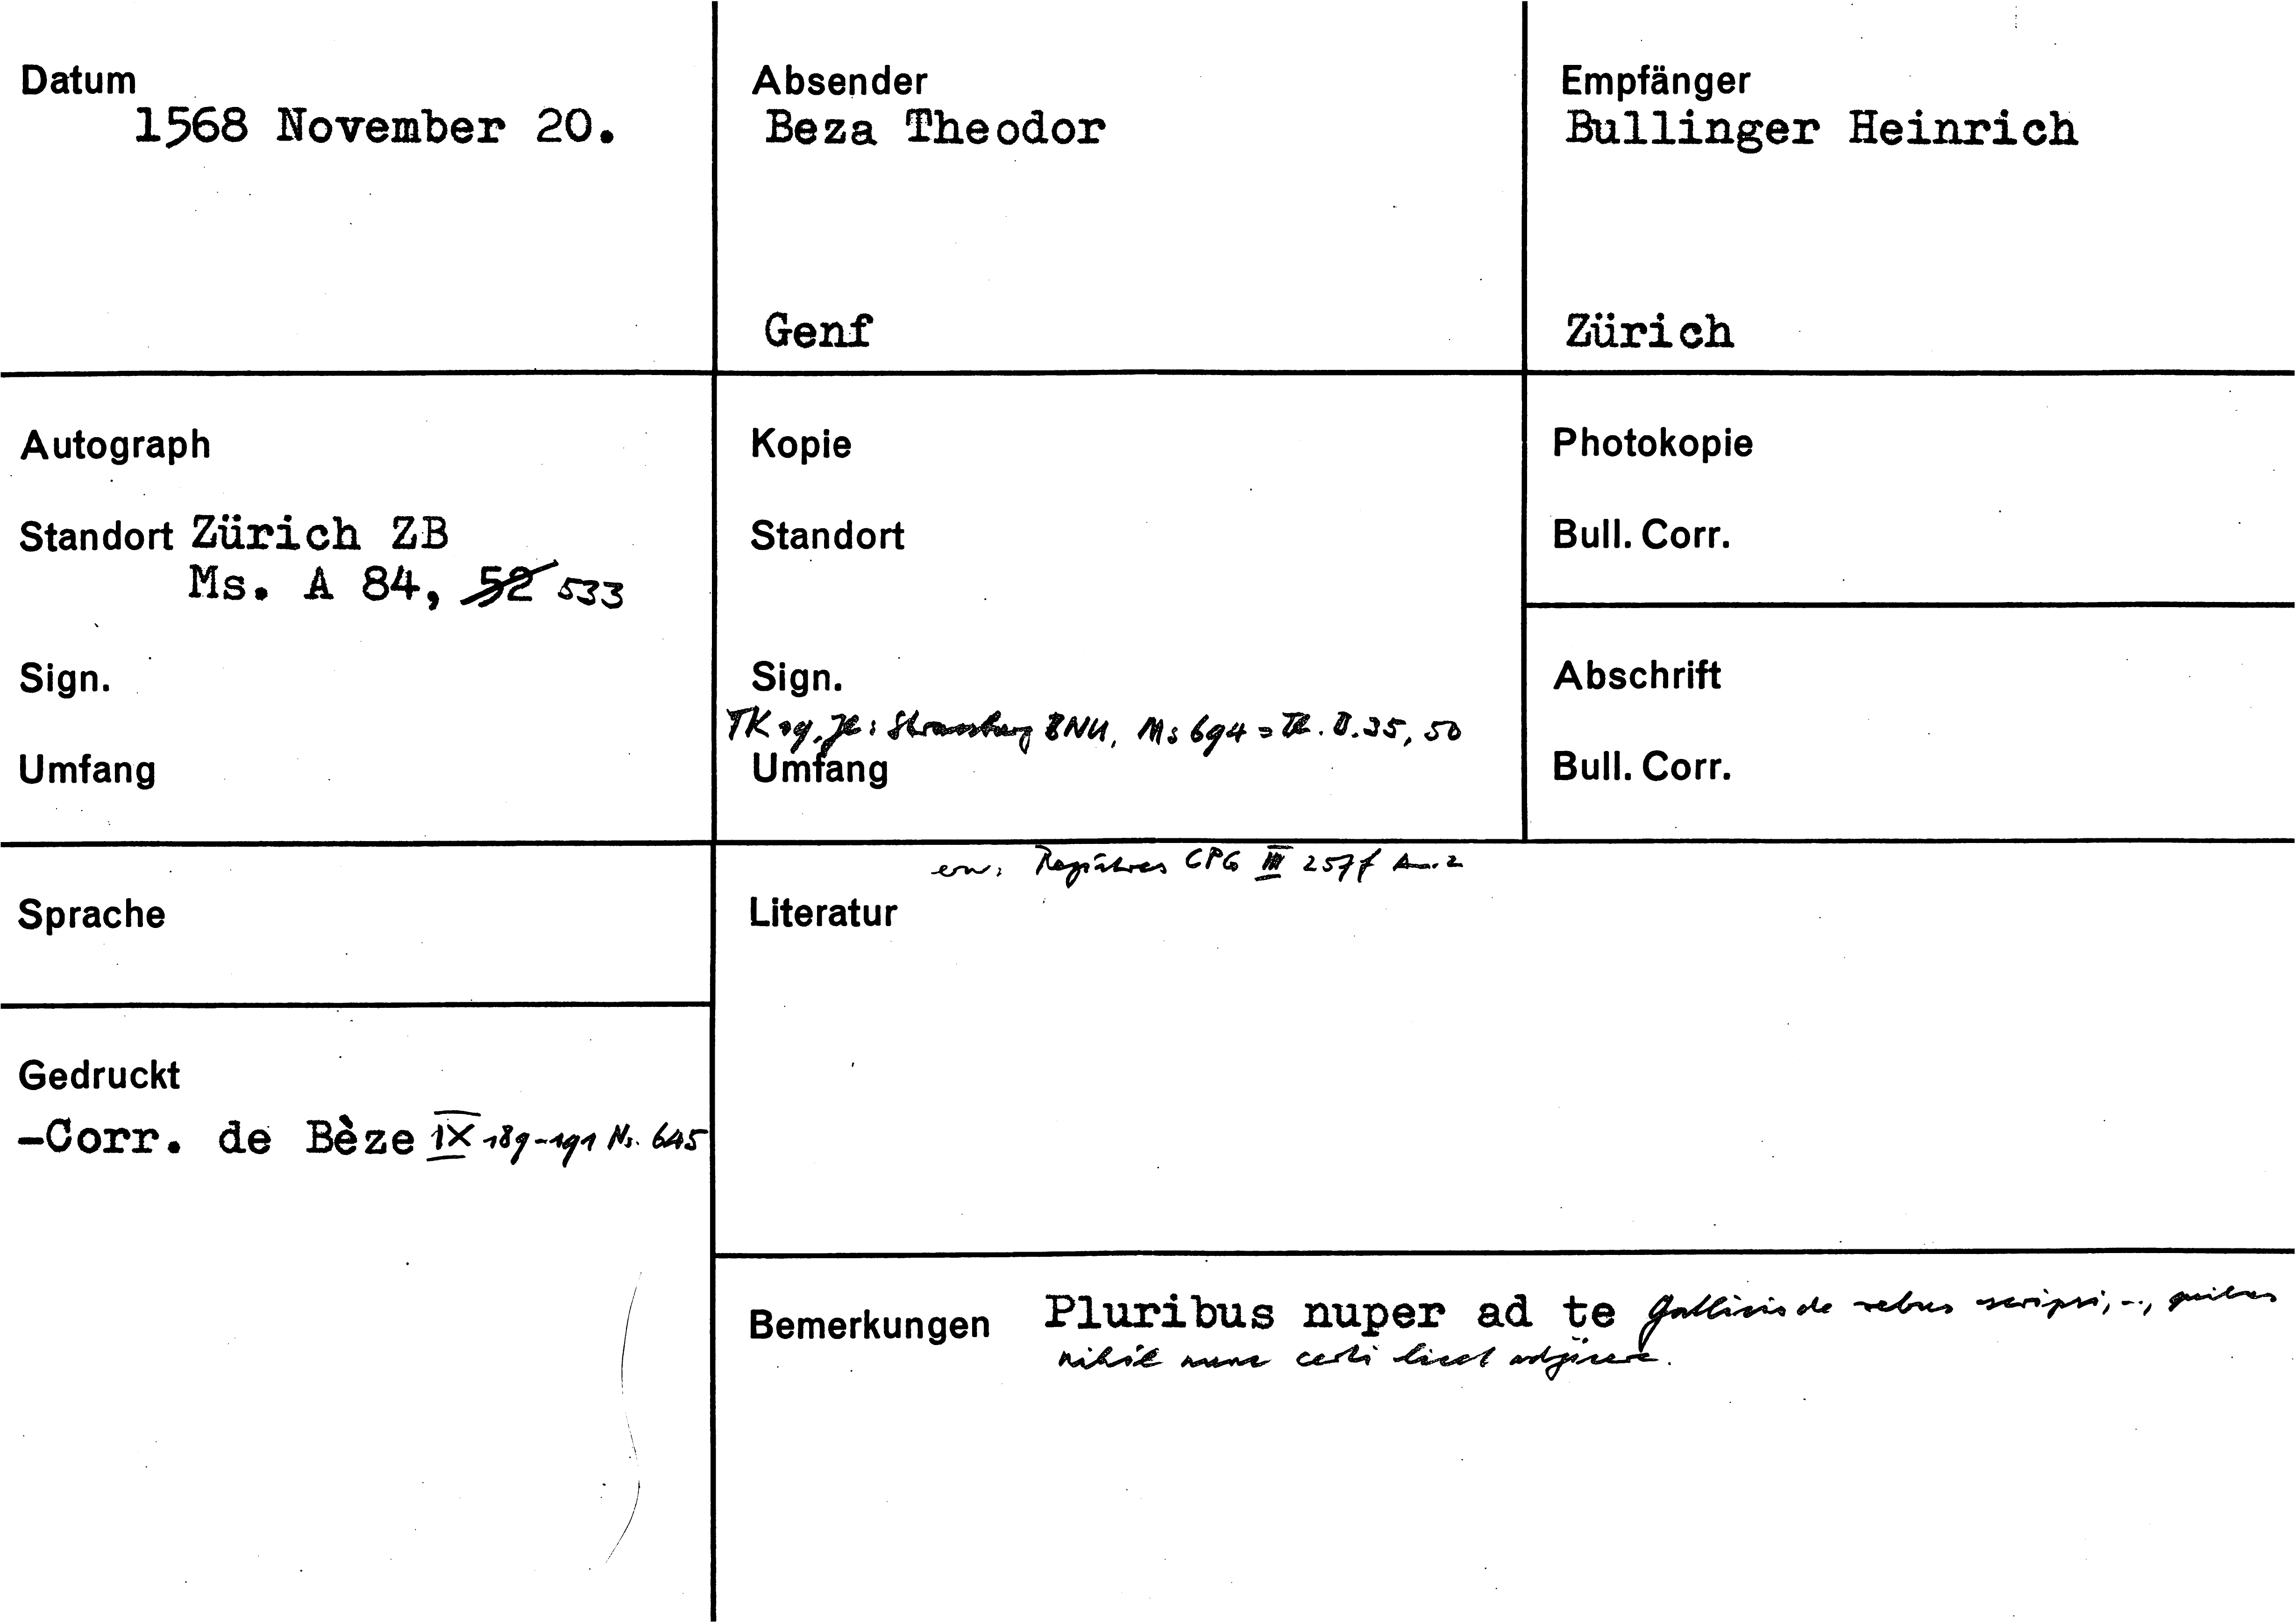 Datum
1568 November 20.
Absender
Beza Theodor
Genf
Empfänger
Bullinger Heinrich
Zürich
Autograph
Standort Zürich ZB
Ms. A 84, 52 533
Sign.
Umfang
Kopie
Standort
Sign.
TK 19. Jh: Strassburg BNU, Ms 694 = Th. II. 35, 50
Umfang
Photokopie
Bull. Corr.
Abschrift
Bull. Corr.
Sprache
erw: Registres CPG III 257f Anm. 2
Literatur
Gedruckt
-Corr. de Bèze IX 189-191 Nr. 645
Bemerkungen Pluribus nuper ad te Gallicis de rebus scripsi, .., quibus
nihil nunc certi licet adjicere.